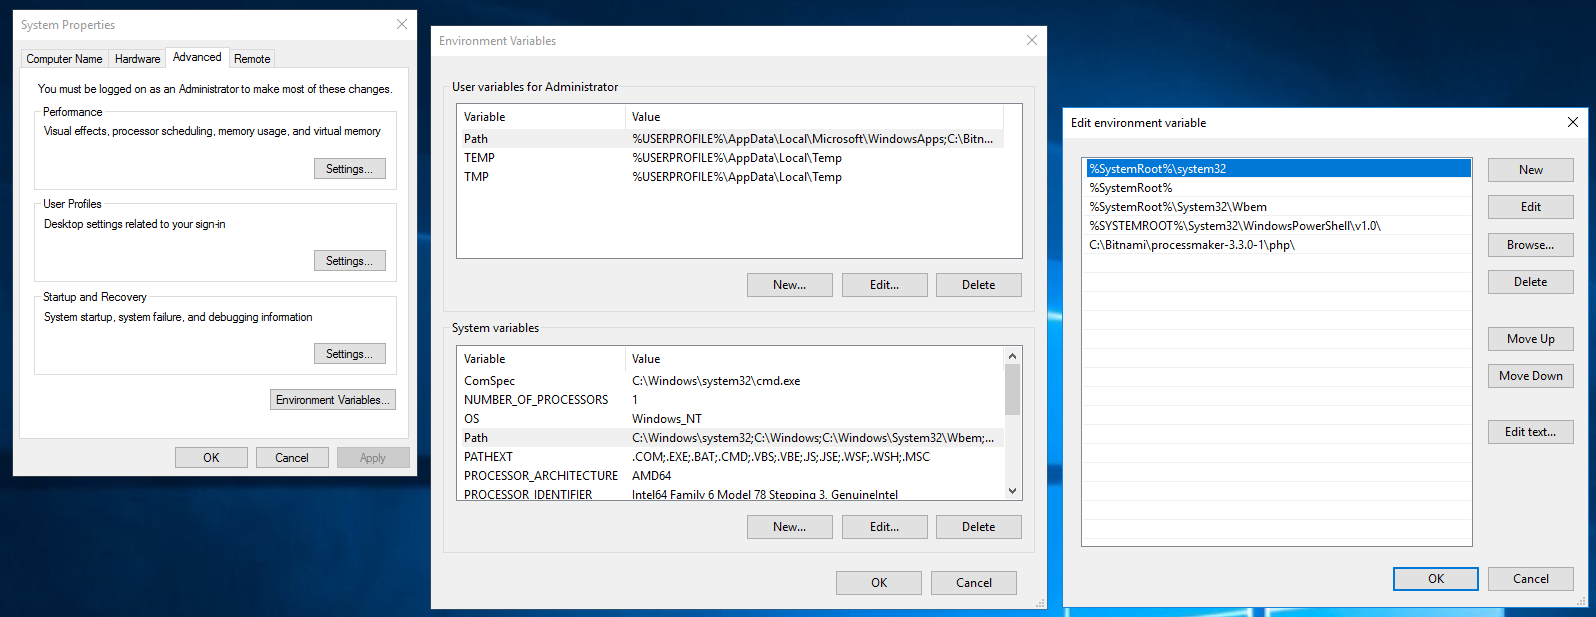 System Properties
Computer Name Hardware Advanced Remote
You must be logged on as an Administrator to make most of these changes.
Performance
Visual effects, processor scheduling, memory usage, and virtual memory
Settings...
User Profiles
Desktop settings related to your sign-in
Settings...
Startup and Recovery
System startup, system failure, and debugging information
Settings...
Environment Variables...
OK Cancel Apply
Environment Variables
User variables for Administrator
Variable Value
Path %USERPROFILE%\AppData\Local\Microsoft\WindowsApps;C:\Bitn...
TEMP %USERPROFILE%\AppData\Local\Temp
TMP %USERPROFILE%\AppData\Local\Temp
New... Edit... Delete
System variables
Variable Value
ComSpec C:\Windows\system32\cmd.exe
NUMBER_OF_PROCESSORS 1
OS Windows_NT
Path C:\Windows\system32;C:\Windows;C:\Windows\System32\Wbem;...
PATHEXT .COM;.EXE;.BAT;.CMD;.VBS;.VBE;.JS;.JSE;.WSF;.WSH;.MSC
PROCESSOR_ARCHITECTURE AMD64
PROCESSOR_IDENTIFIER Intel64 Family 6 Model 78 Stepping 3, GenuineIntel
New... Edit... Delete
OK Cancel
Edit environment variable
%SystemRoot%\system32
%SystemRoot%
%SystemRoot%\System32\Wbem
%SYSTEMROOT%\System32\WindowsPowerShell\v1.0\
C:\Bitnami\processmaker-3.3.0-1\php\
New
Edit
Browse...
Delete
Move Up
Move Down
Edit text...
OK Cancel